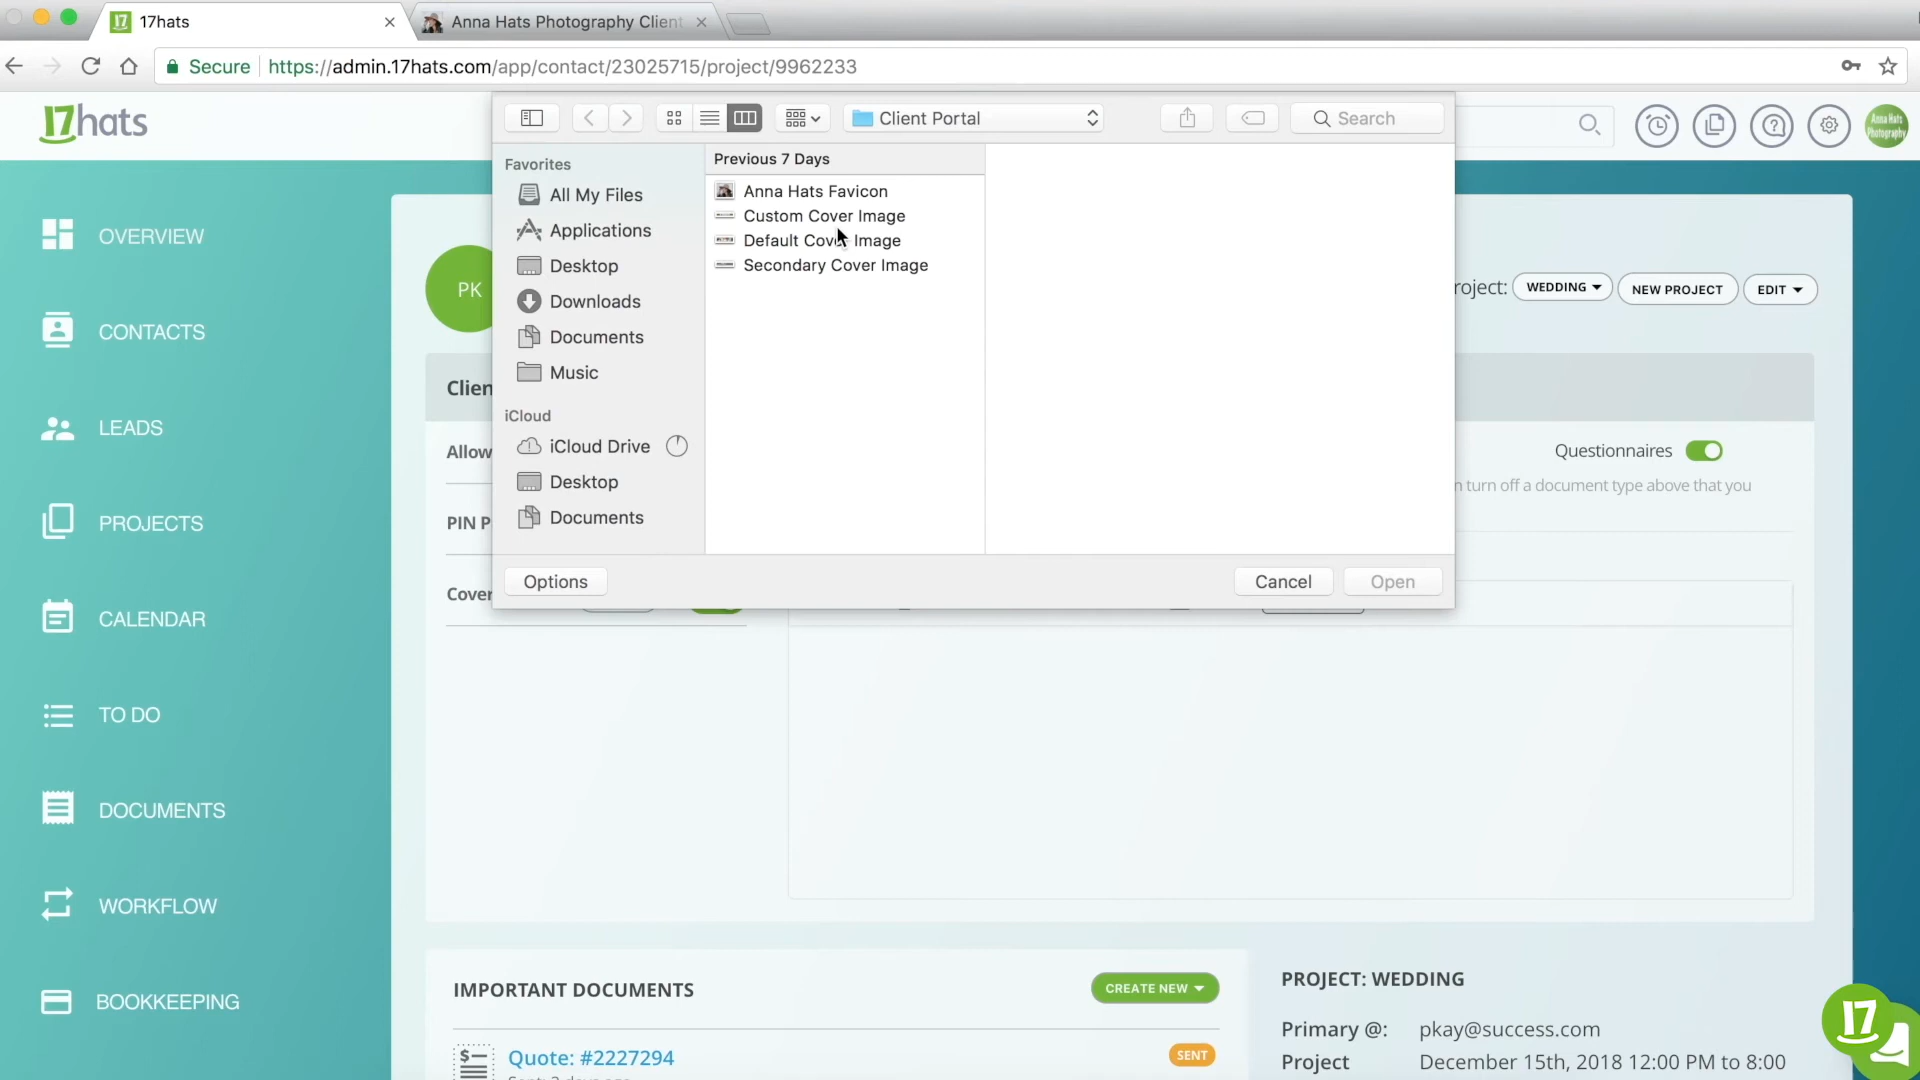 17hats
Anna Hats Photography Client
Secure
https://admin.17hats.com/app/contact/23025715/project/9962233
17hats
Client Portal
Search
Anna Hats
Photography
Favorites
All My Files
Applications
Desktop
Downloads
Documents
Music
iCloud
iCloud Drive
Desktop
Documents
Previous 7 Days
Anna Hats Favicon
Custom Cover Image
Default Cover Image
Secondary Cover Image
Options
Cancel
Open
OVERVIEW
CONTACTS
LEADS
PROJECTS
CALENDAR
TO DO
DOCUMENTS
WORKFLOW
BOOKKEEPING
PK
roject:
WEDDING
NEW PROJECT
EDIT
Clien
Allow
Questionnaires
n turn off a document type above that you
PIN P
Cover
IMPORTANT DOCUMENTS
CREATE NEW
Quote: #2227294
SENT
PROJECT: WEDDING
Primary @: pkay@success.com
Project December 15th, 2018 12:00 PM to 8:00
17